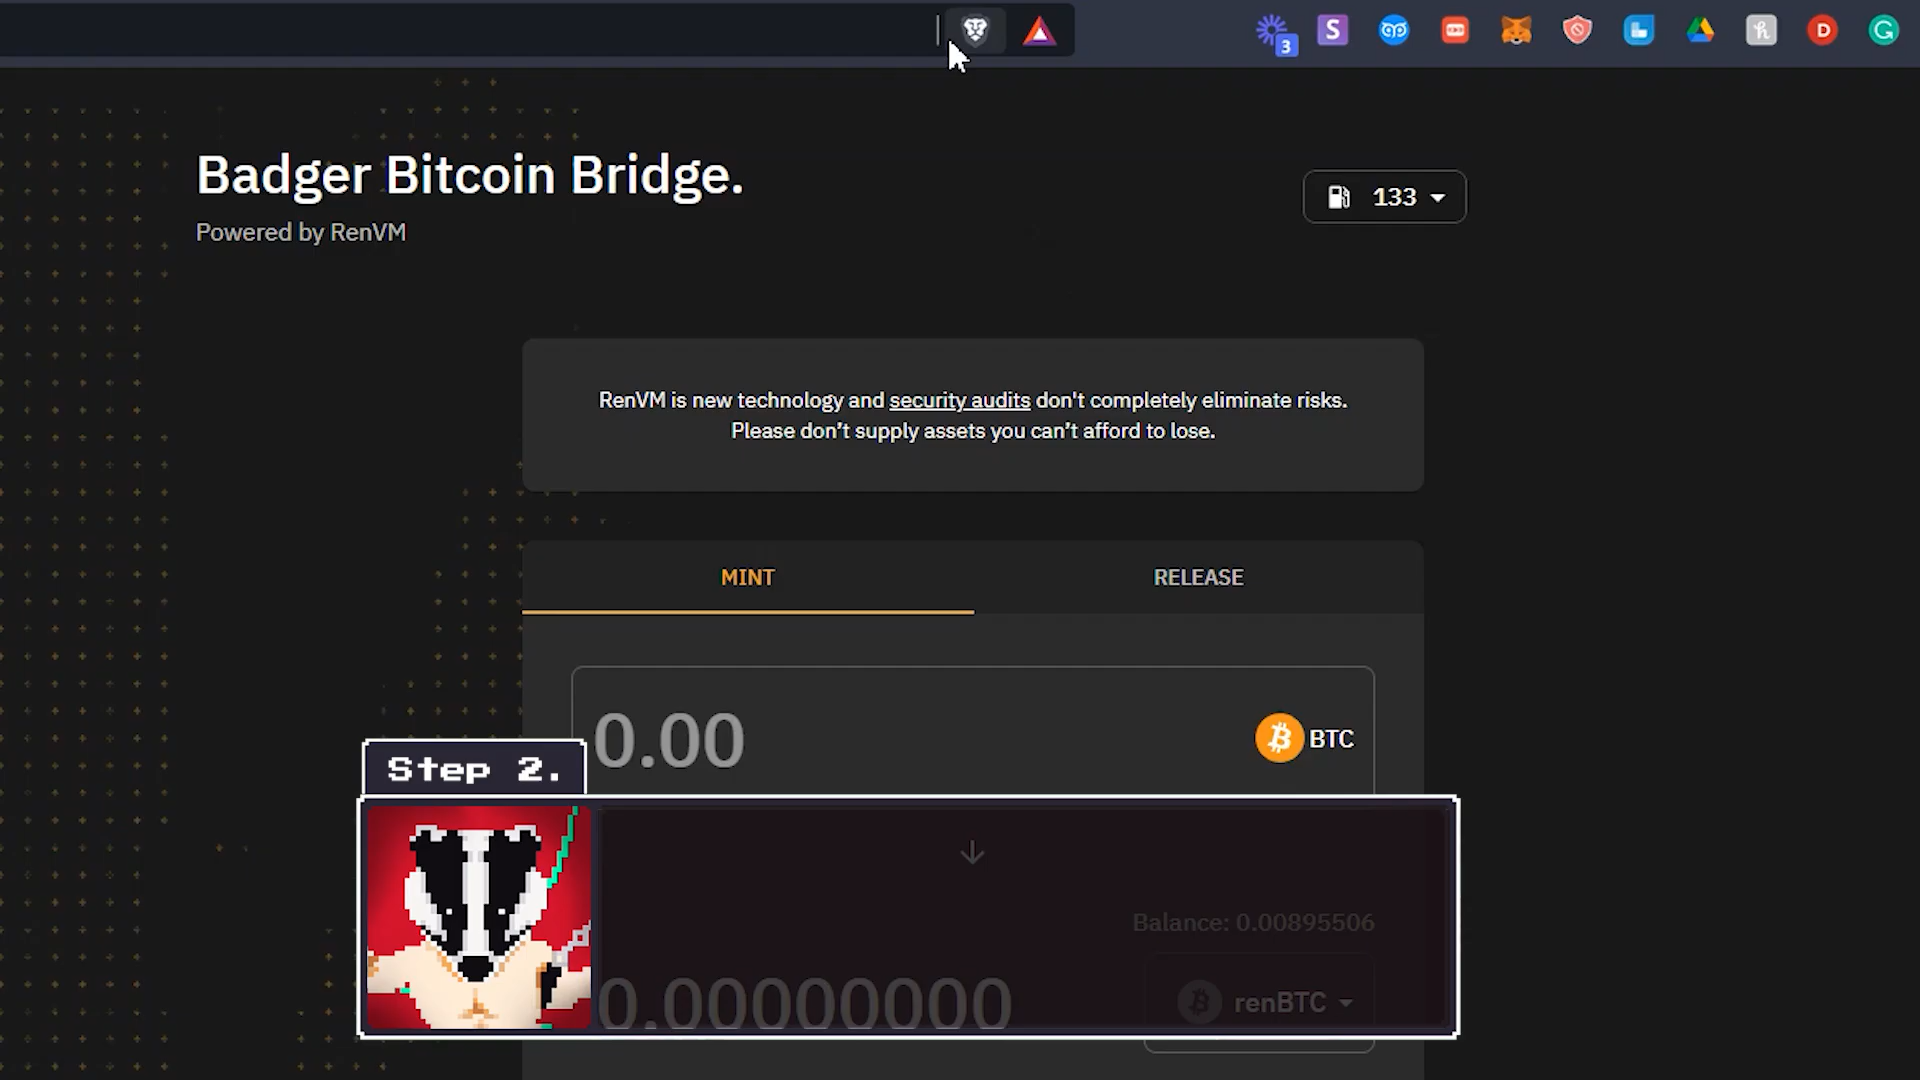 3
S
D
Badger Bitcoin Bridge.
Powered by RenVM
133
RenVM is new technology and security audits don't completely eliminate risks.
Please don’t supply assets you can’t afford to lose.
MINT
RELEASE
0.00
BTC
Step 2.
Balance: 0.00895506
0.00000000
renBTC